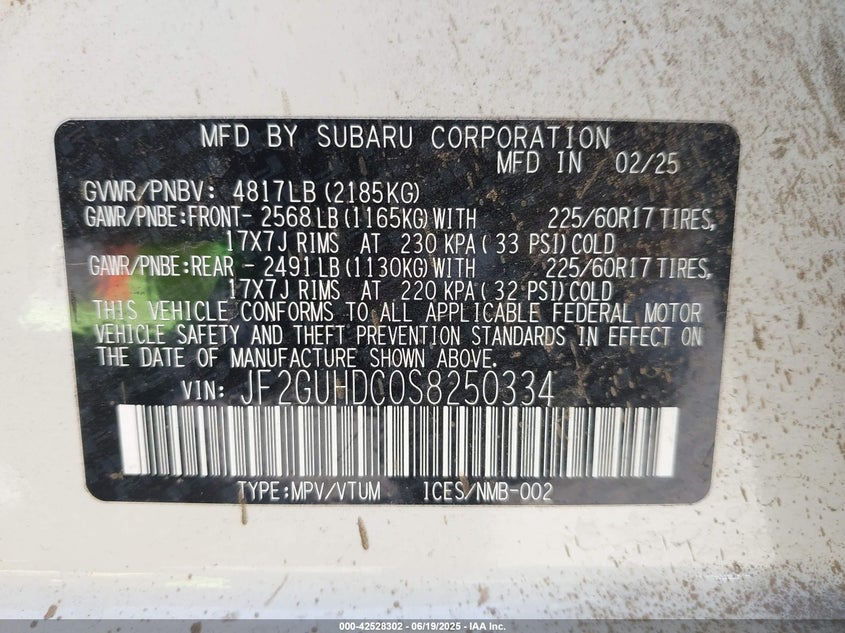 MFD BY SUBARU CORPORATION
MFD IN 02/25
GVWR/PNBV: 4817LB (2185KG)
GAWR/PNBE:FRONT- 2568LB (1165KG) WITH 225/60R17 TIRES,
17X7J RIMS AT 230 KPA ( 33 PSI) COLD
GAWR/PNBE:REAR - 2491LB (1130KG) WITH 225/60R17 TIRES,
17X7J RIMS AT 220 KPA ( 32 PSI) COLD
THIS VEHICLE CONFORMS TO ALL APPLICABLE FEDERAL MOTOR
VEHICLE SAFETY AND THEFT PREVENTION STANDARDS IN EFFECT ON
THE DATE OF MANUFACTURE SHOWN ABOVE.
VIN: JF2GUHDC0S8250334
TYPE:MPV/VTUM ICES/NMB-002
000-42528302 - 06/19/2025 - IAA Inc.